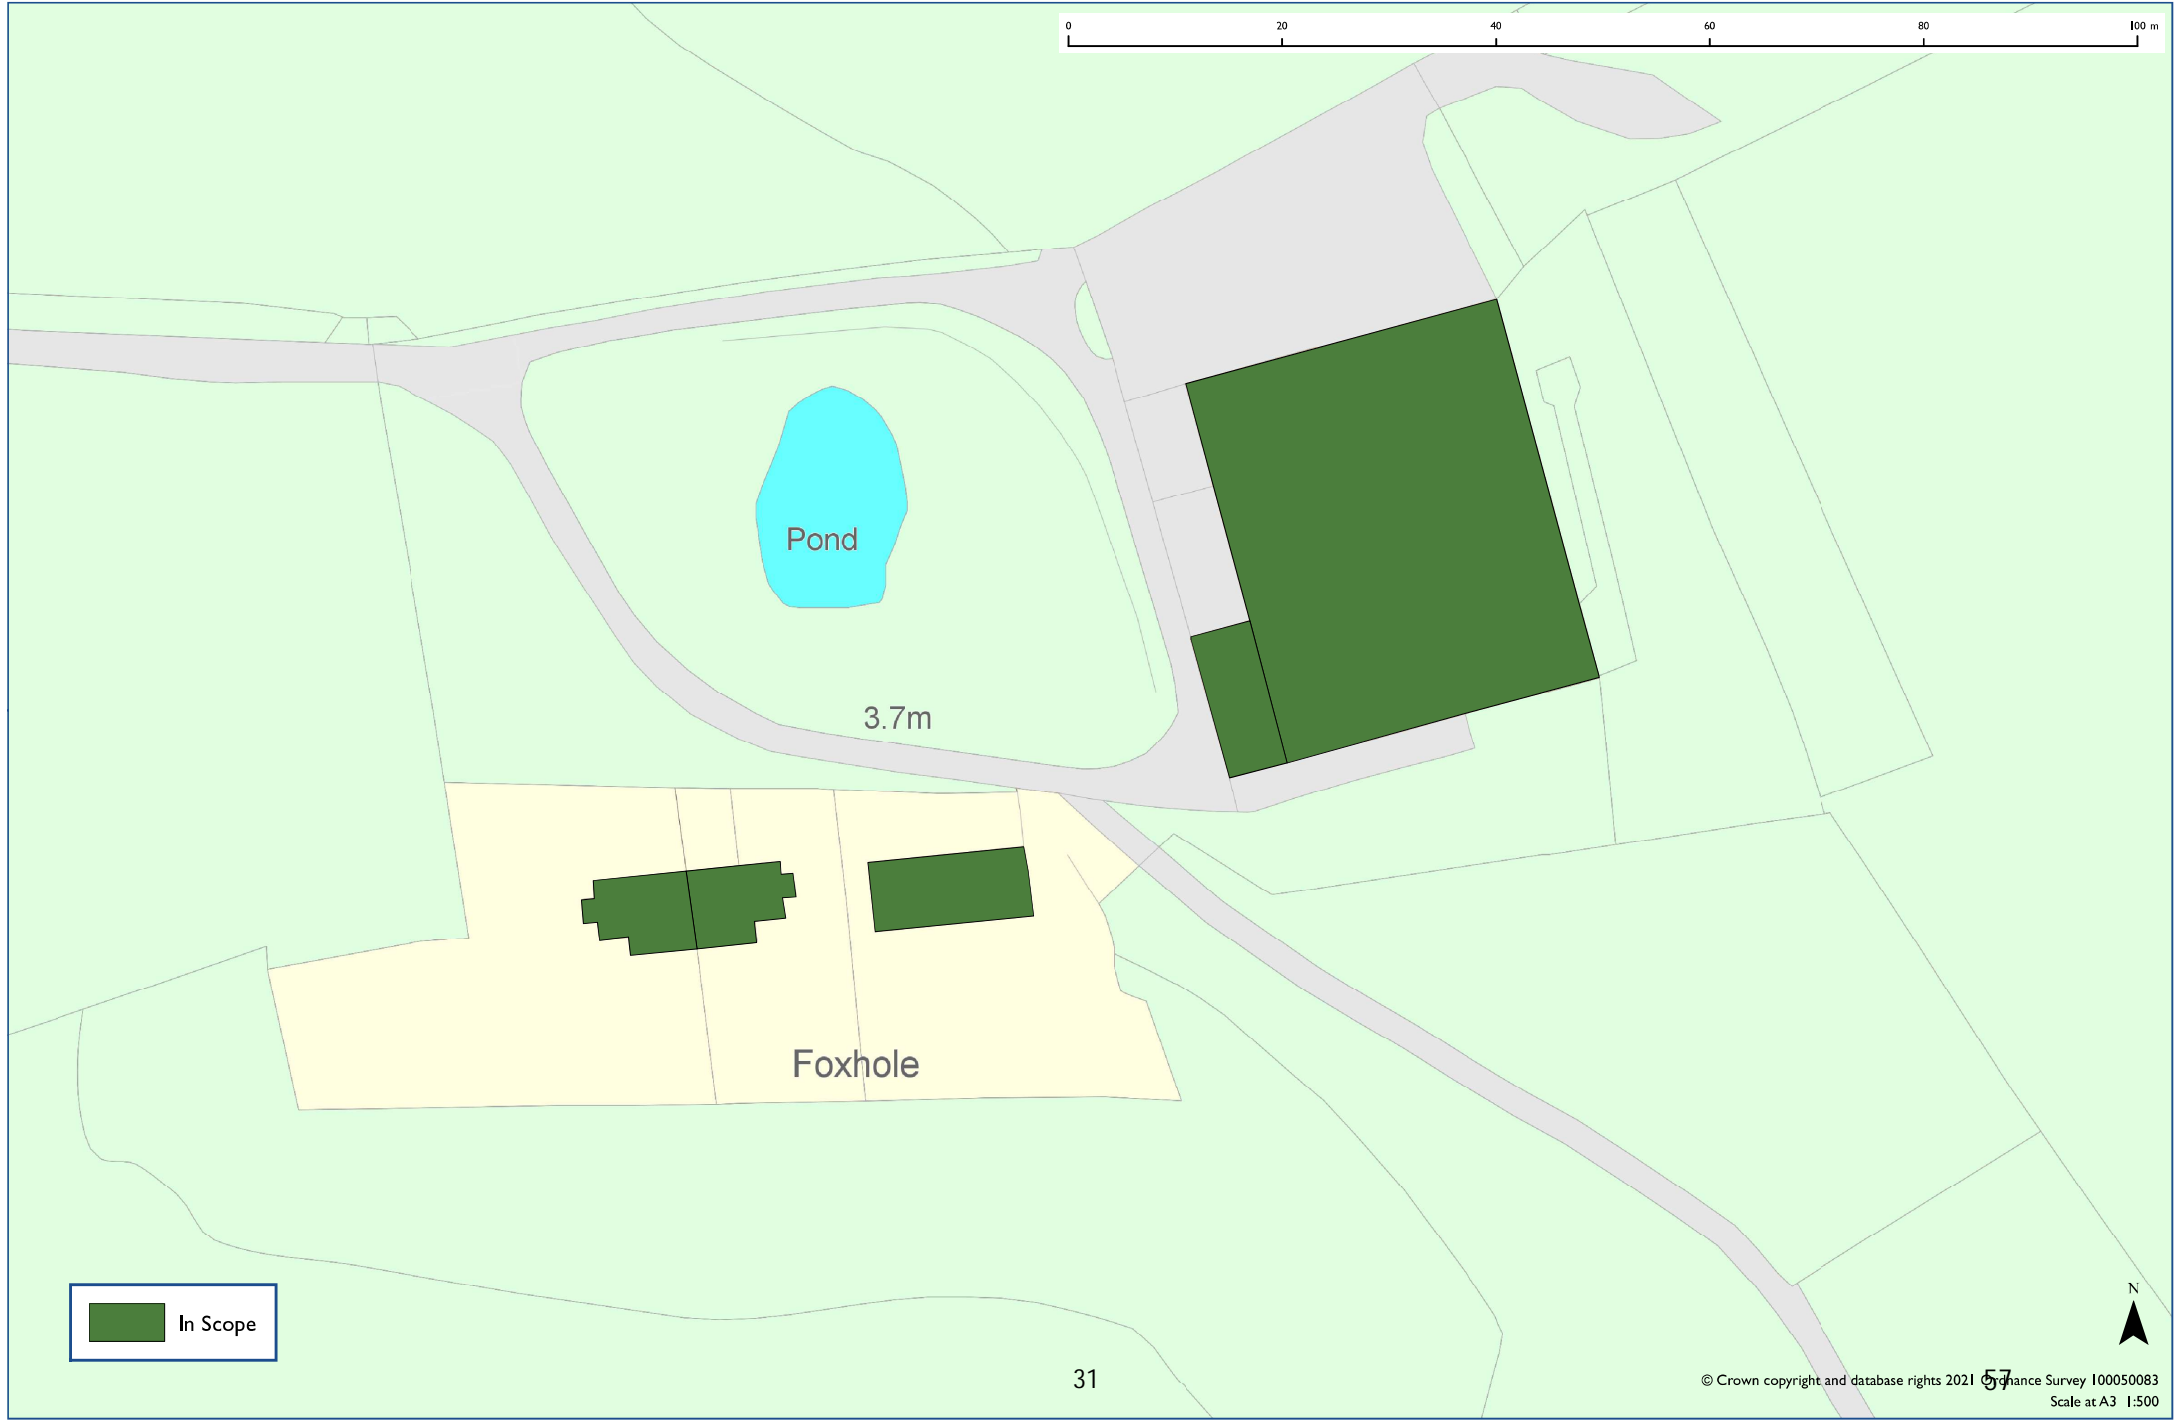 0 20 40 60 80 100 m
Pond
3.7m
Foxhole
In Scope
N
31
57
© Crown copyright and database rights 2021 Ordnance Survey 100050083
Scale at A3 1:500